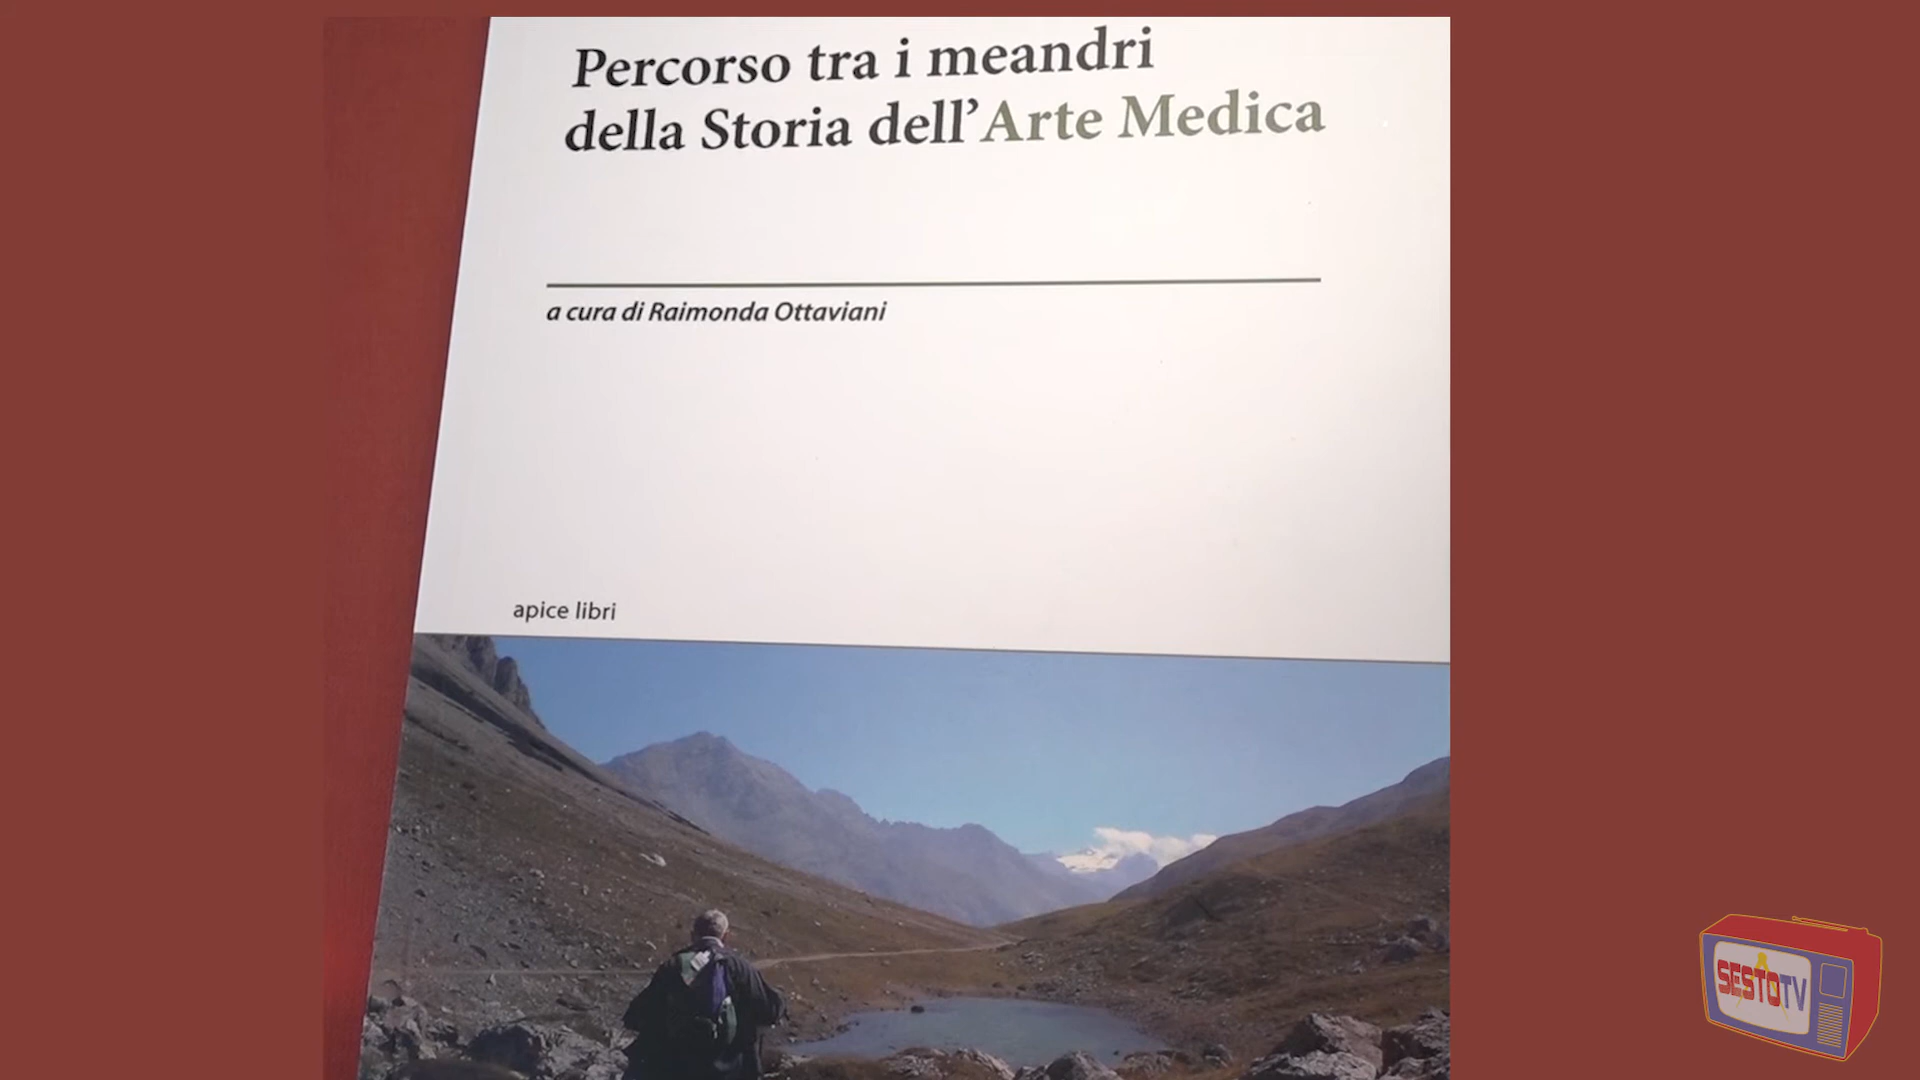 Percorso tra i meandri
della Storia dell'Arte Medica
a cura di Raimonda Ottaviani
apice libri
SESTOTV